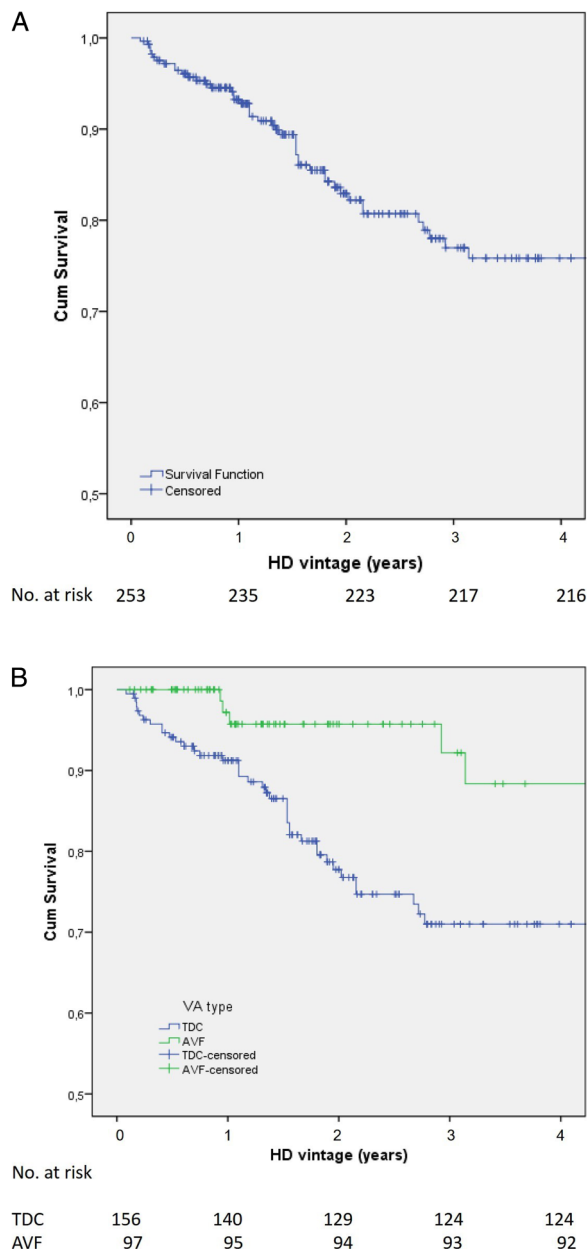 A
1,0
0,9
0,8
0,7
0,6
0,5
Cum Survival
Survival Function
Censored
0 1 2 3 4
HD vintage (years)
No. at risk 253 235 223 217 216
B
1,0
0,9
0,8
0,7
0,6
0,5
Cum Survival
VA type
TDC
AVF
TDC-censored
AVF-censored
0 1 2 3 4
HD vintage (years)
No. at risk
TDC 156 140 129 124 124
AVF 97 95 94 93 92